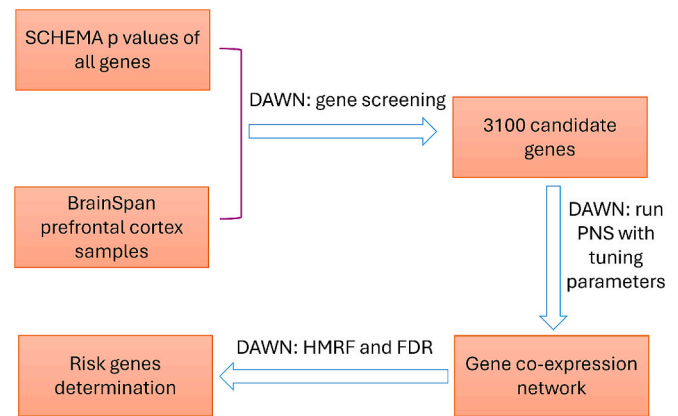 SCHEMA p values of
all genes
DAWN: gene screening
3100 candidate
genes
BrainSpan
prefrontal cortex
samples
DAWN: run
PNS with
tuning
parameters
DAWN: HMRF and FDR
Risk genes
determination
Gene co-expression
network